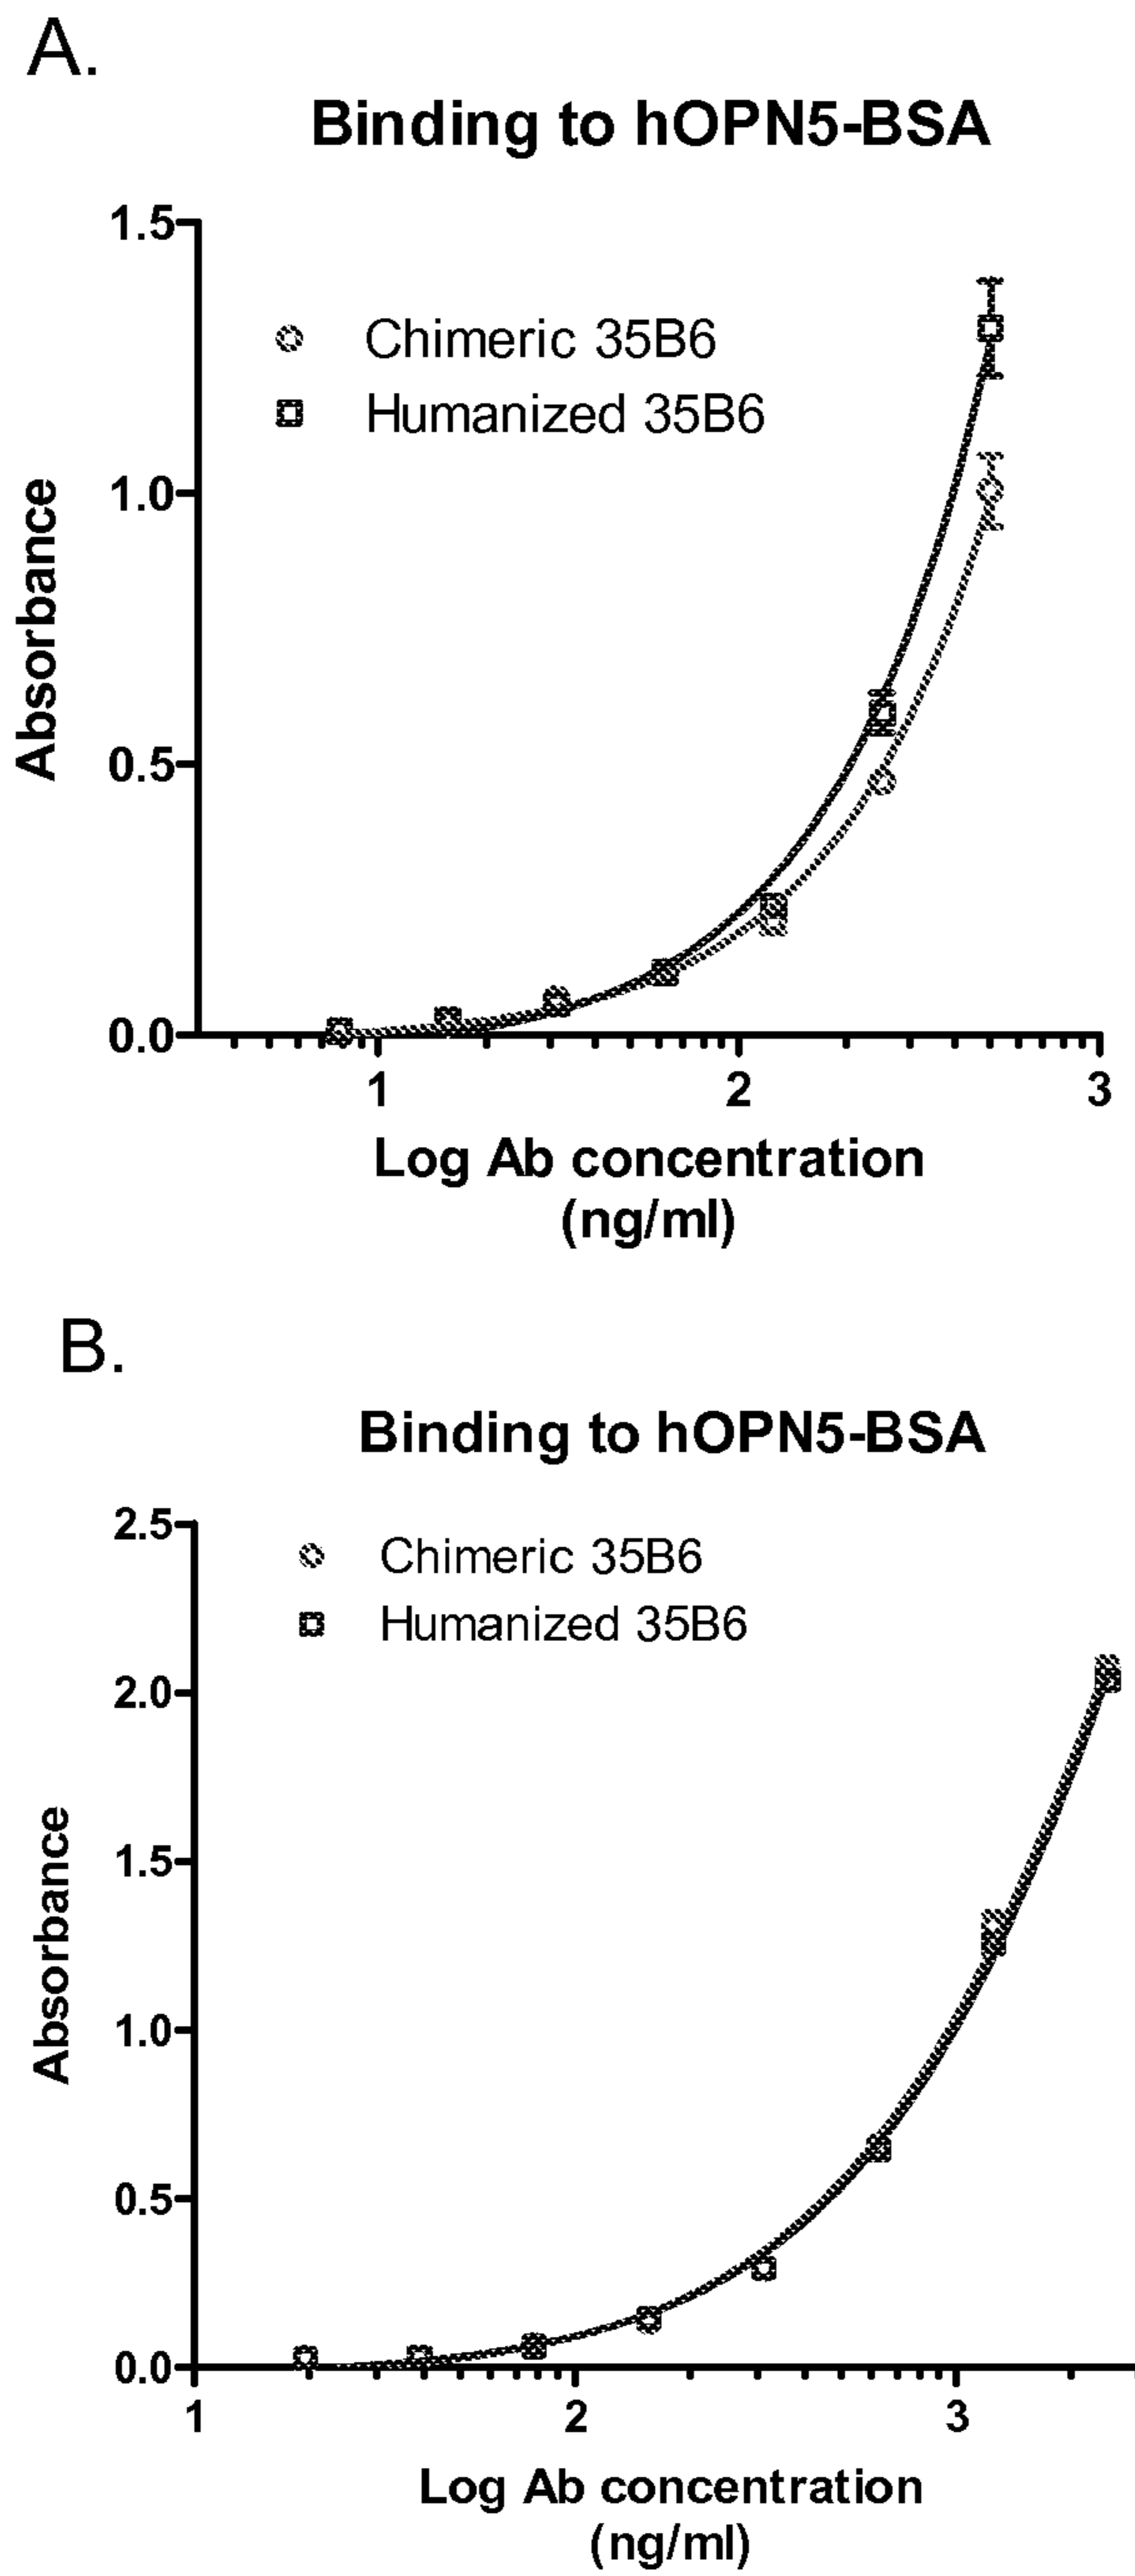 A.
Binding to hOPN5-BSA
1.5
Chimeric 35B6
Humanized 35B6
1.0
Absorbance
0.5
0.0
1 2 3
Log Ab concentration
(ng/ml)
B.
Binding to hOPN5-BSA
2.5
Chimeric 35B6
Humanized 35B6
2.0
1.5
Absorbance
1.0
0.5
0.0
1 2 3
Log Ab concentration
(ng/ml)